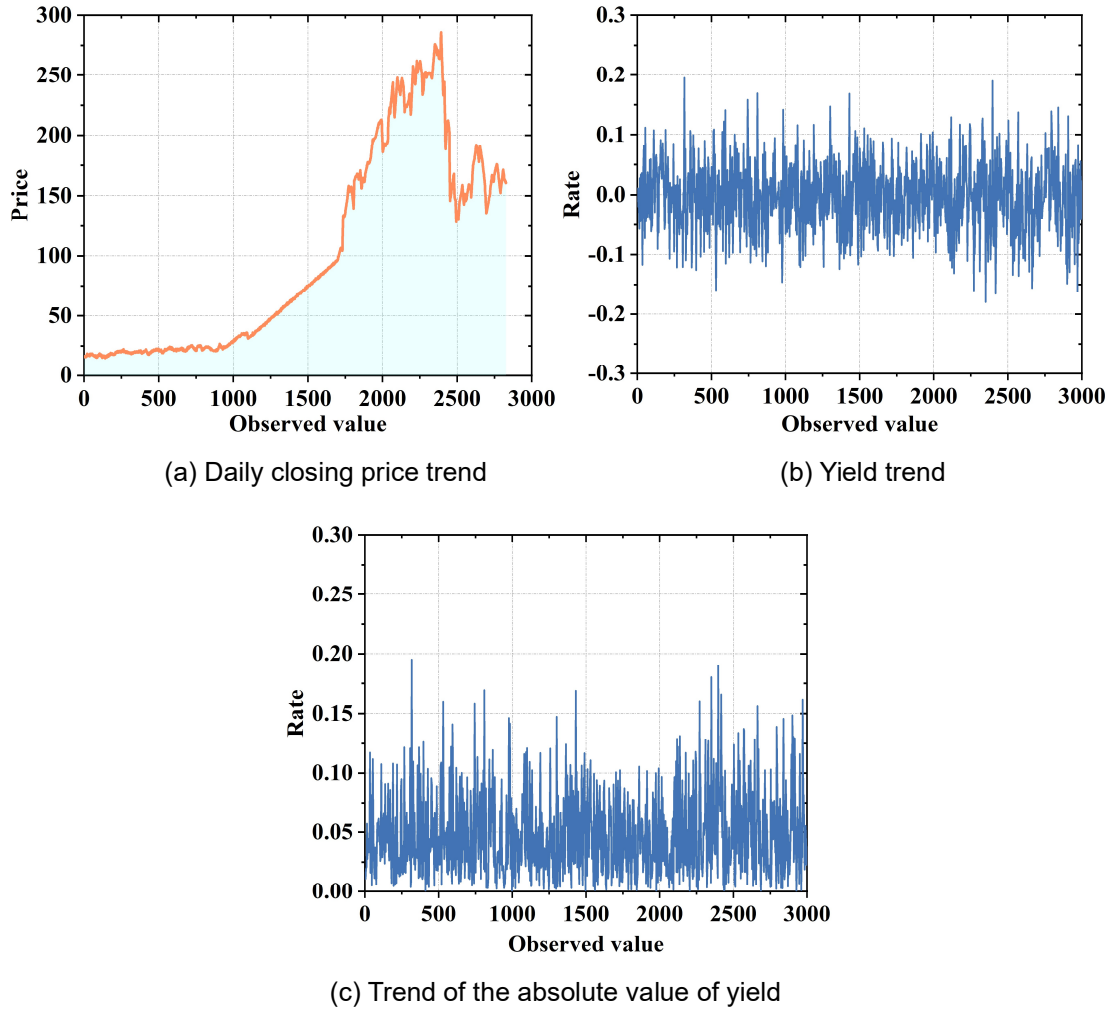 300
250
200
150
100
50
0
Price
0 500 1000 1500 2000 2500 3000
Observed value
(a) Daily closing price trend
0.3
0.2
0.1
0.0
-0.1
-0.2
-0.3
Rate
0 500 1000 1500 2000 2500 3000
Observed value
(b) Yield trend
0.30
0.25
0.20
0.15
0.10
0.05
0.00
Rate
0 500 1000 1500 2000 2500 3000
Observed value
(c) Trend of the absolute value of yield